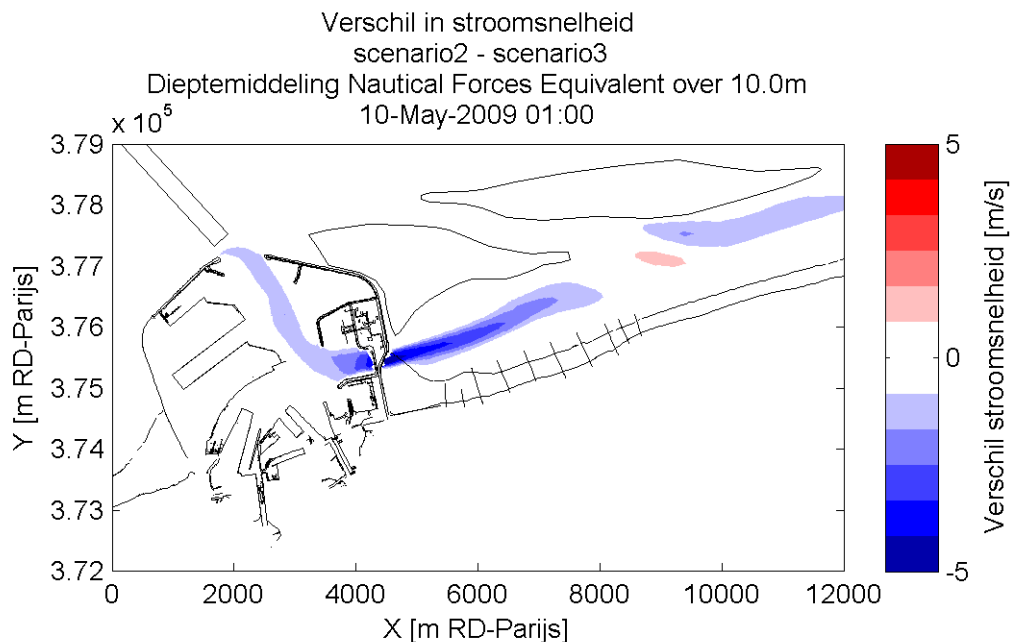 Verschil in stroomsnelheid
scenario2 - scenario3
Dieptemiddeling Nautical Forces Equivalent over 10.0m
10-May-2009 01:00
x 10⁵
3.79
3.78
3.77
3.76
3.75
3.74
3.73
3.72
Y [m RD-Parijs]
0 2000 4000 6000 8000 10000 12000
X [m RD-Parijs]
5
0
-5
Verschil stroomsnelheid [m/s]